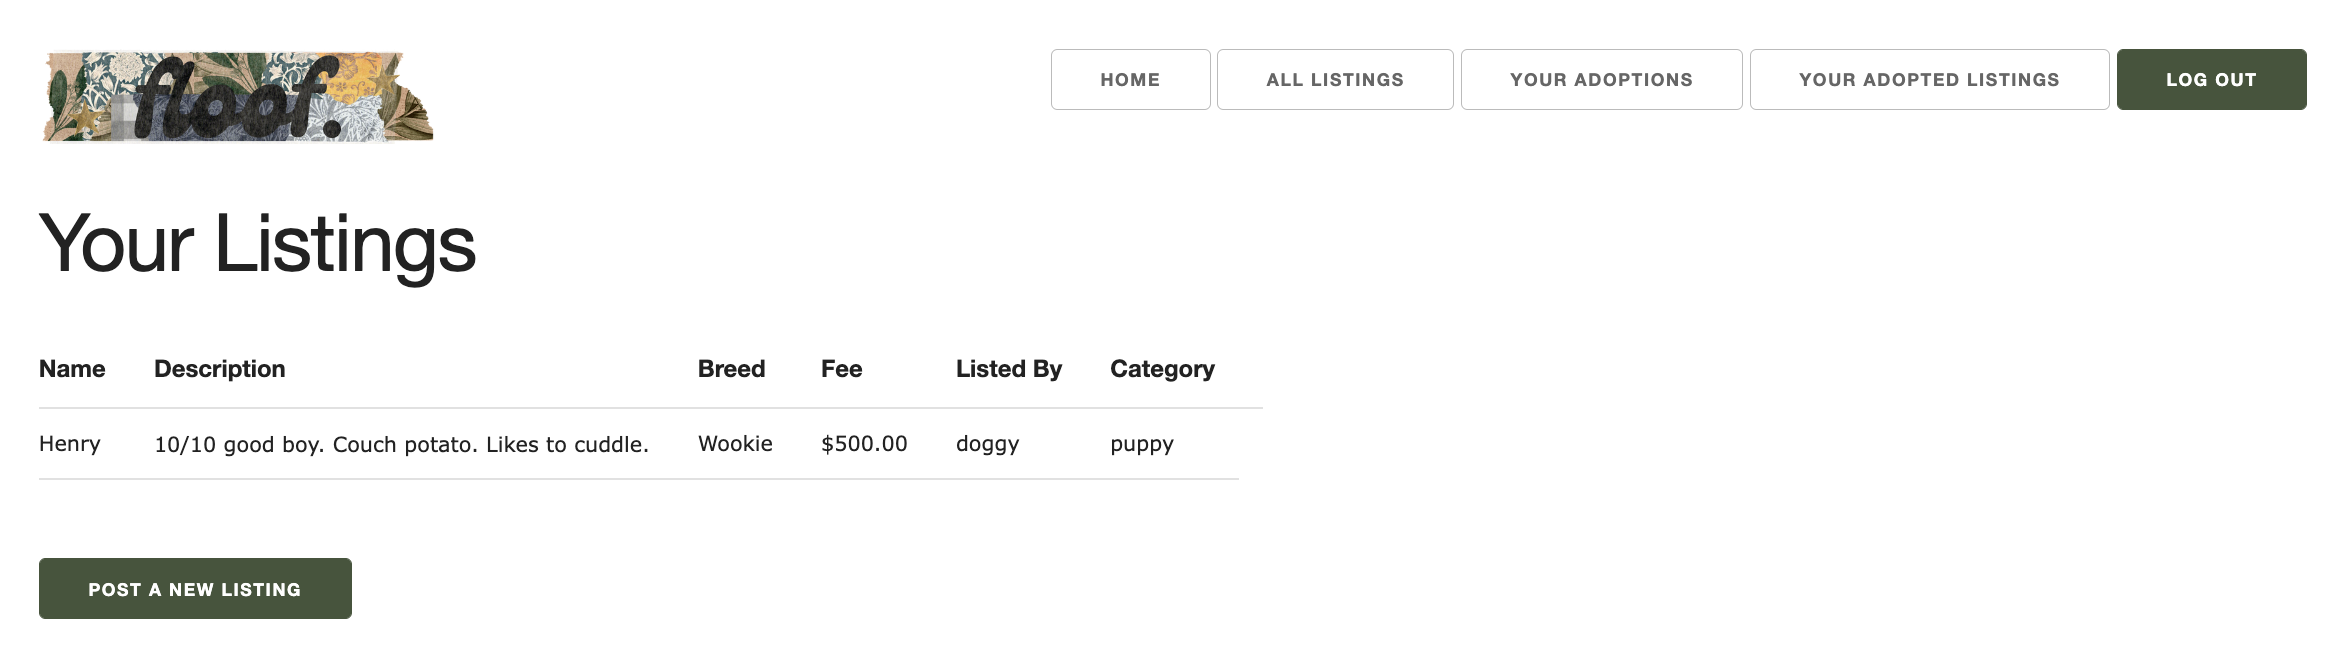 floof.
HOME ALL LISTINGS YOUR ADOPTIONS YOUR ADOPTED LISTINGS LOG OUT
Your Listings
Name Description Breed Fee Listed By Category
Henry 10/10 good boy. Couch potato. Likes to cuddle. Wookie $500.00 doggy puppy
POST A NEW LISTING